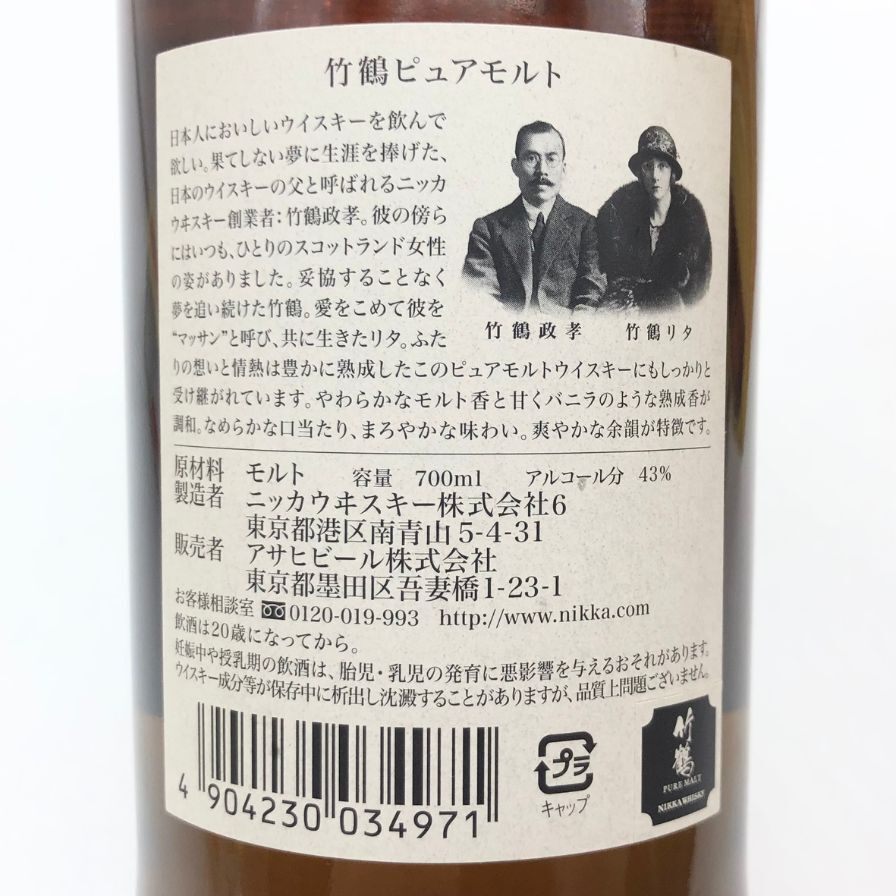 竹鶴ピュアモルト
日本人においしいウイスキーを飲んで
欲しい。果てしない夢に生涯を捧げた、
日本のウイスキーの父と呼ばれるニッカ
ウヰスキー創業者：竹鶴政孝。彼の傍ら
にはいつも、ひとりのスコットランド女性
の姿がありました。妥協することなく
夢を追い続けた竹鶴。愛をこめて彼を
“マッサン”と呼び、共に生きたリタ。ふた
りの想いと情熱は豊かに熟成したこのピュアモルトウイスキーにもしっかりと
受け継がれています。やわらかなモルト香と甘くバニラのような熟成香が
調和。なめらかな口当たり、まろやかな味わい。爽やかな余韻が特徴です。
竹鶴政孝 竹鶴リタ
原材料 モルト 容量 700ml アルコール分 43%
製造者 ニッカウヰスキー株式会社6
東京都港区南青山5-4-31
販売者 アサヒビール株式会社
東京都墨田区吾妻橋1-23-1
お客様相談室 0120-019-993 http://www.nikka.com
飲酒は20歳になってから。
妊娠中や授乳期の飲酒は、胎児・乳児の発育に悪影響を与えるおそれがあります。
ウイスキー成分等が保存中に析出し沈澱することがありますが、品質上問題ございません。
4 904230 034971
プラ
キャップ
竹鶴
PURE MALT
NIKKA WHISKY